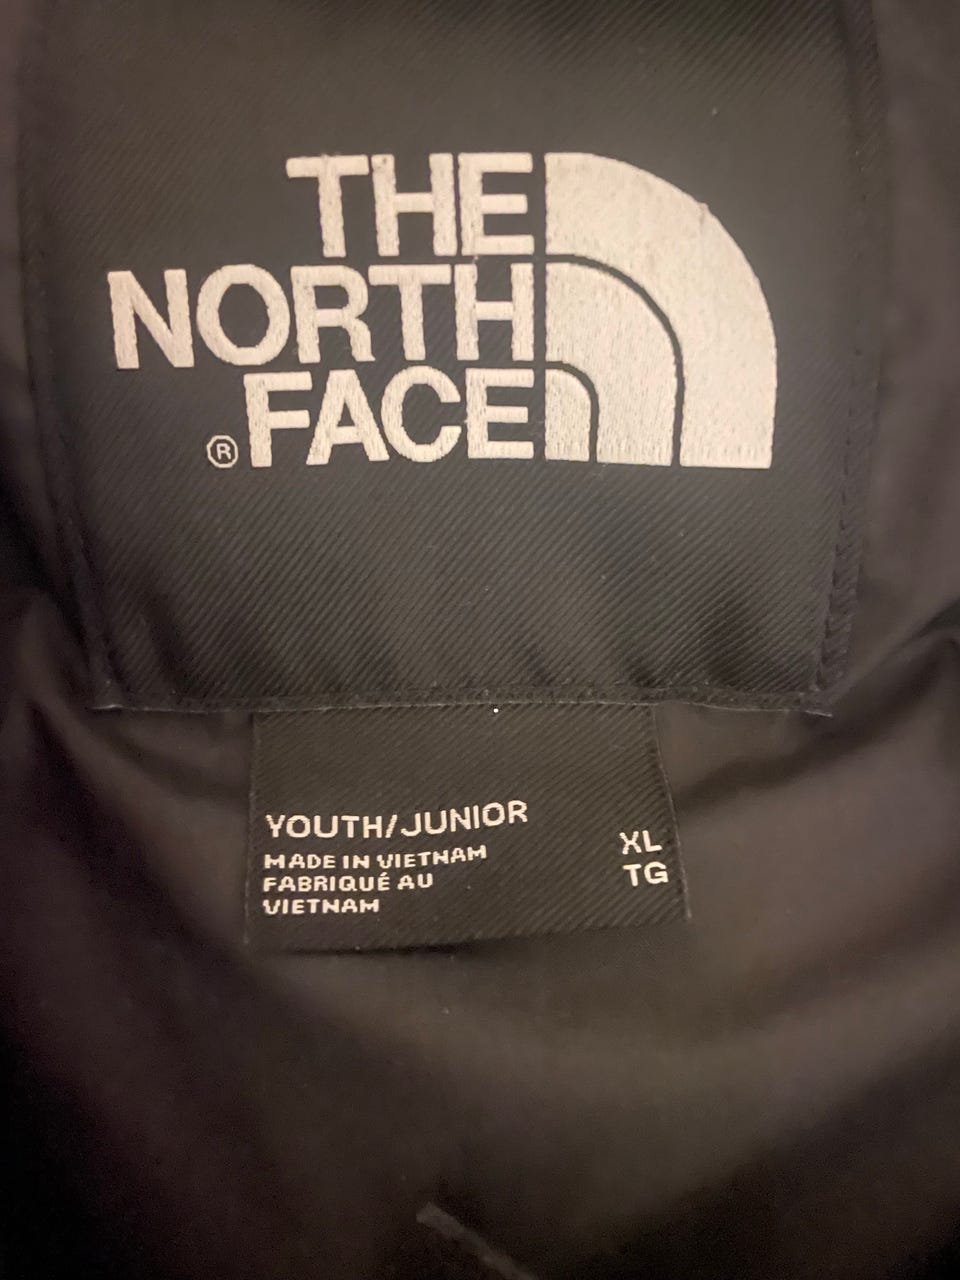 THE
NORTH
® FACE
YOUTH/JUNIOR
MADE IN VIETNAM
FABRIQUÉ AU
VIETNAM
XL
TG